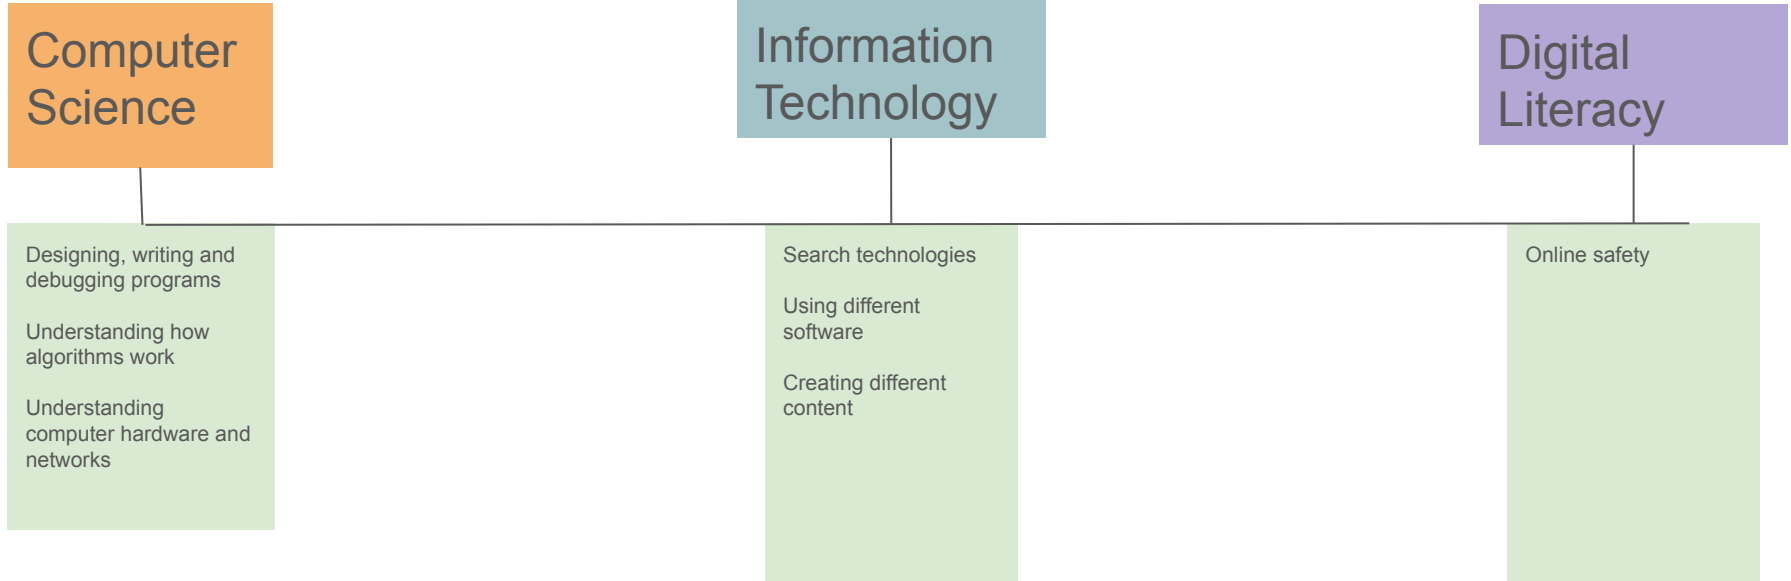 Computer
Science
Information
Technology
Digital
Literacy
Designing, writing and
debugging programs
Understanding how
algorithms work
Understanding
computer hardware and
networks
Search technologies
Using different
software
Creating different
content
Online safety